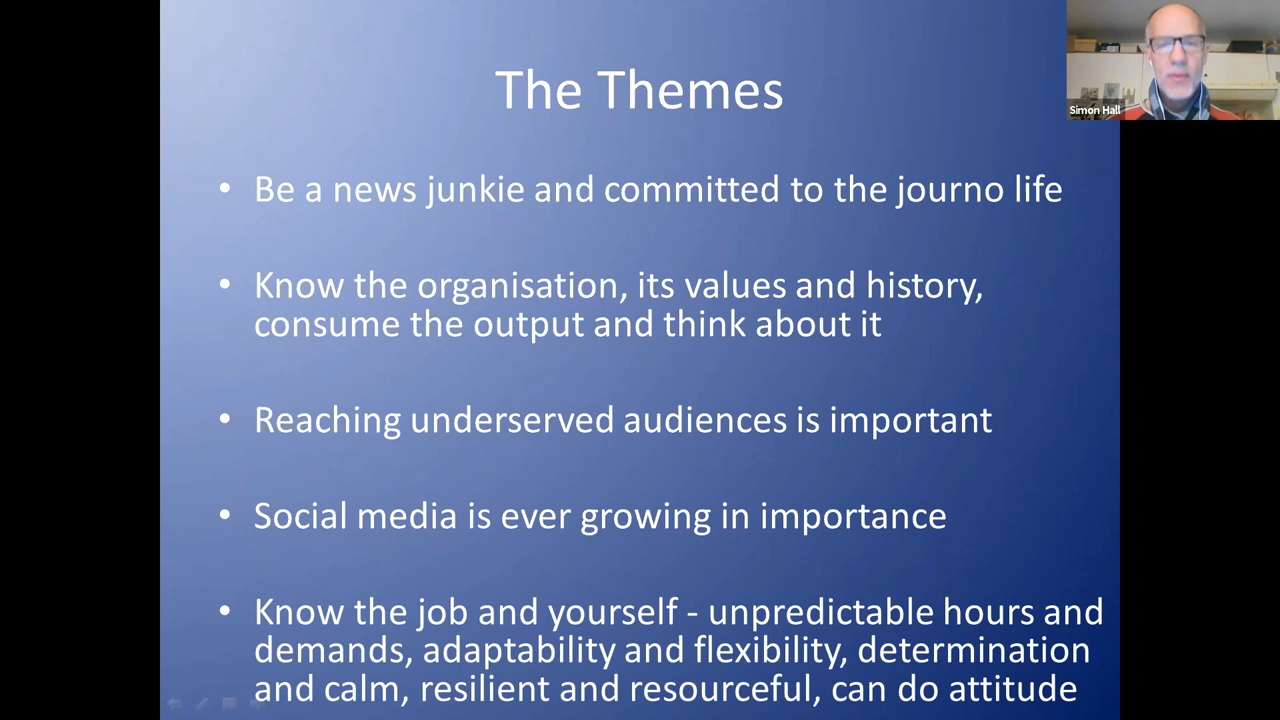 The Themes
Simon Hall
• Be a news junkie and committed to the journo life
• Know the organisation, its values and history,
consume the output and think about it
• Reaching underserved audiences is important
• Social media is ever growing in importance
• Know the job and yourself - unpredictable hours and
demands, adaptability and flexibility, determination
and calm, resilient and resourceful, can do attitude